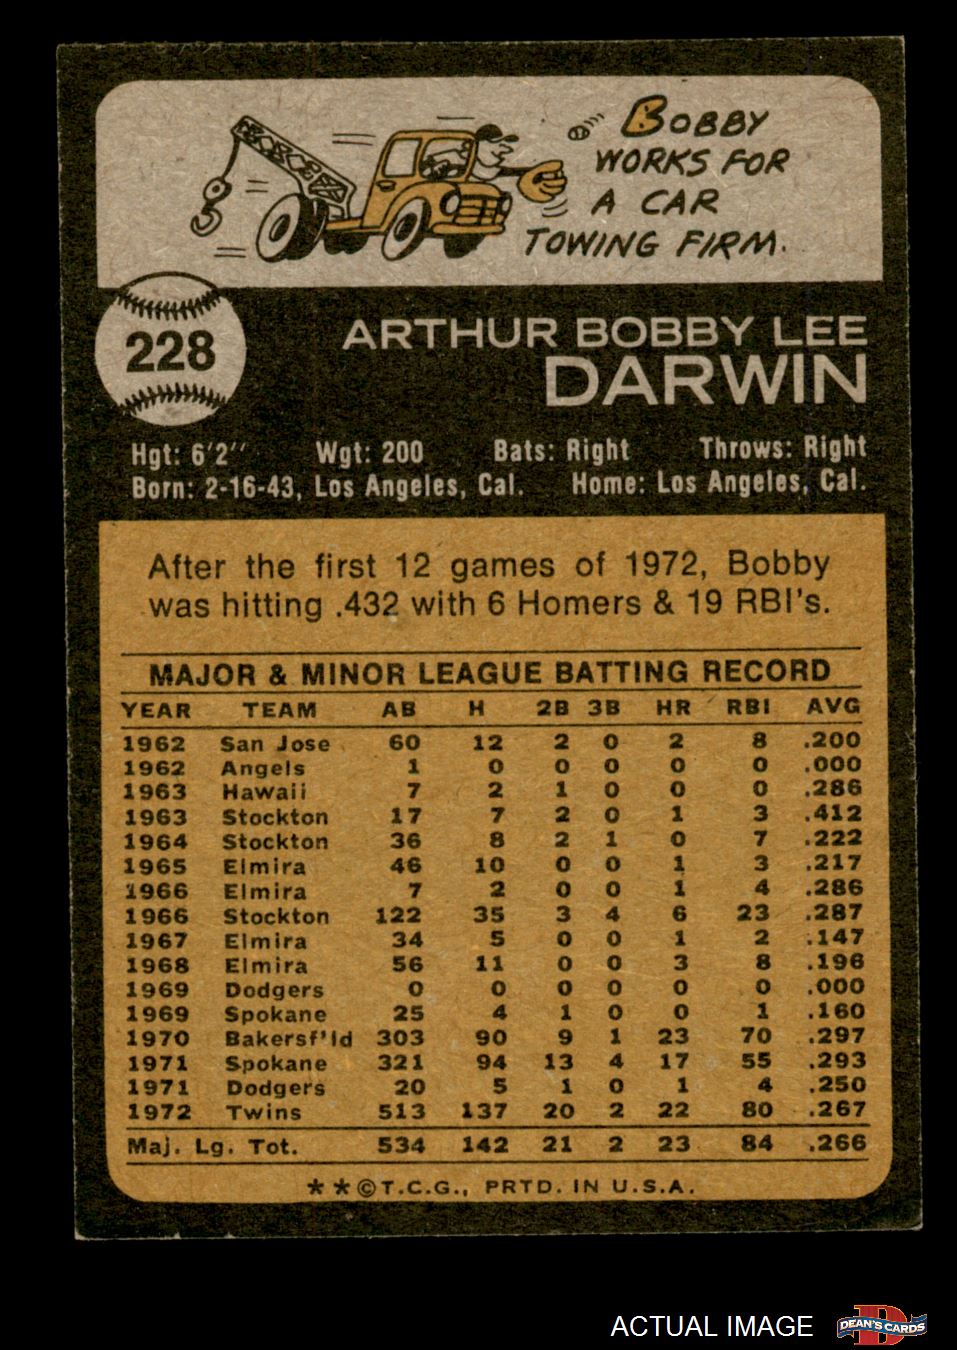 BOBBY
WORKS FOR
A CAR
TOWING FIRM.
228
ARTHUR BOBBY LEE
DARWIN
Hgt: 6'2" Wgt: 200 Bats: Right Throws: Right
Born: 2-16-43, Los Angeles, Cal. Home: Los Angeles, Cal.
After the first 12 games of 1972, Bobby
was hitting .432 with 6 Homers & 19 RBI's.
MAJOR & MINOR LEAGUE BATTING RECORD
YEAR TEAM AB H 2B 3B HR RBI AVG
1962 San Jose 60 12 2 0 2 8 .200
1962 Angels 1 0 0 0 0 0 .000
1963 Hawaii 7 2 1 0 0 0 .286
1963 Stockton 17 7 2 0 1 3 .412
1964 Stockton 36 8 2 1 0 7 .222
1965 Elmira 46 10 0 0 1 3 .217
1966 Elmira 7 2 0 0 1 4 .286
1966 Stockton 122 35 3 4 6 23 .287
1967 Elmira 34 5 0 0 1 2 .147
1968 Elmira 56 11 0 0 3 8 .196
1969 Dodgers 0 0 0 0 0 0 .000
1969 Spokane 25 4 1 0 0 1 .160
1970 Bakersf'ld 303 90 9 1 23 70 .297
1971 Spokane 321 94 13 4 17 55 .293
1971 Dodgers 20 5 1 0 1 4 .250
1972 Twins 513 137 20 2 22 80 .267
Maj. Lg. Tot. 534 142 21 2 23 84 .266
**©T.C.G., PRTD. IN U.S.A.
ACTUAL IMAGE
D
DEAN'S CARDS